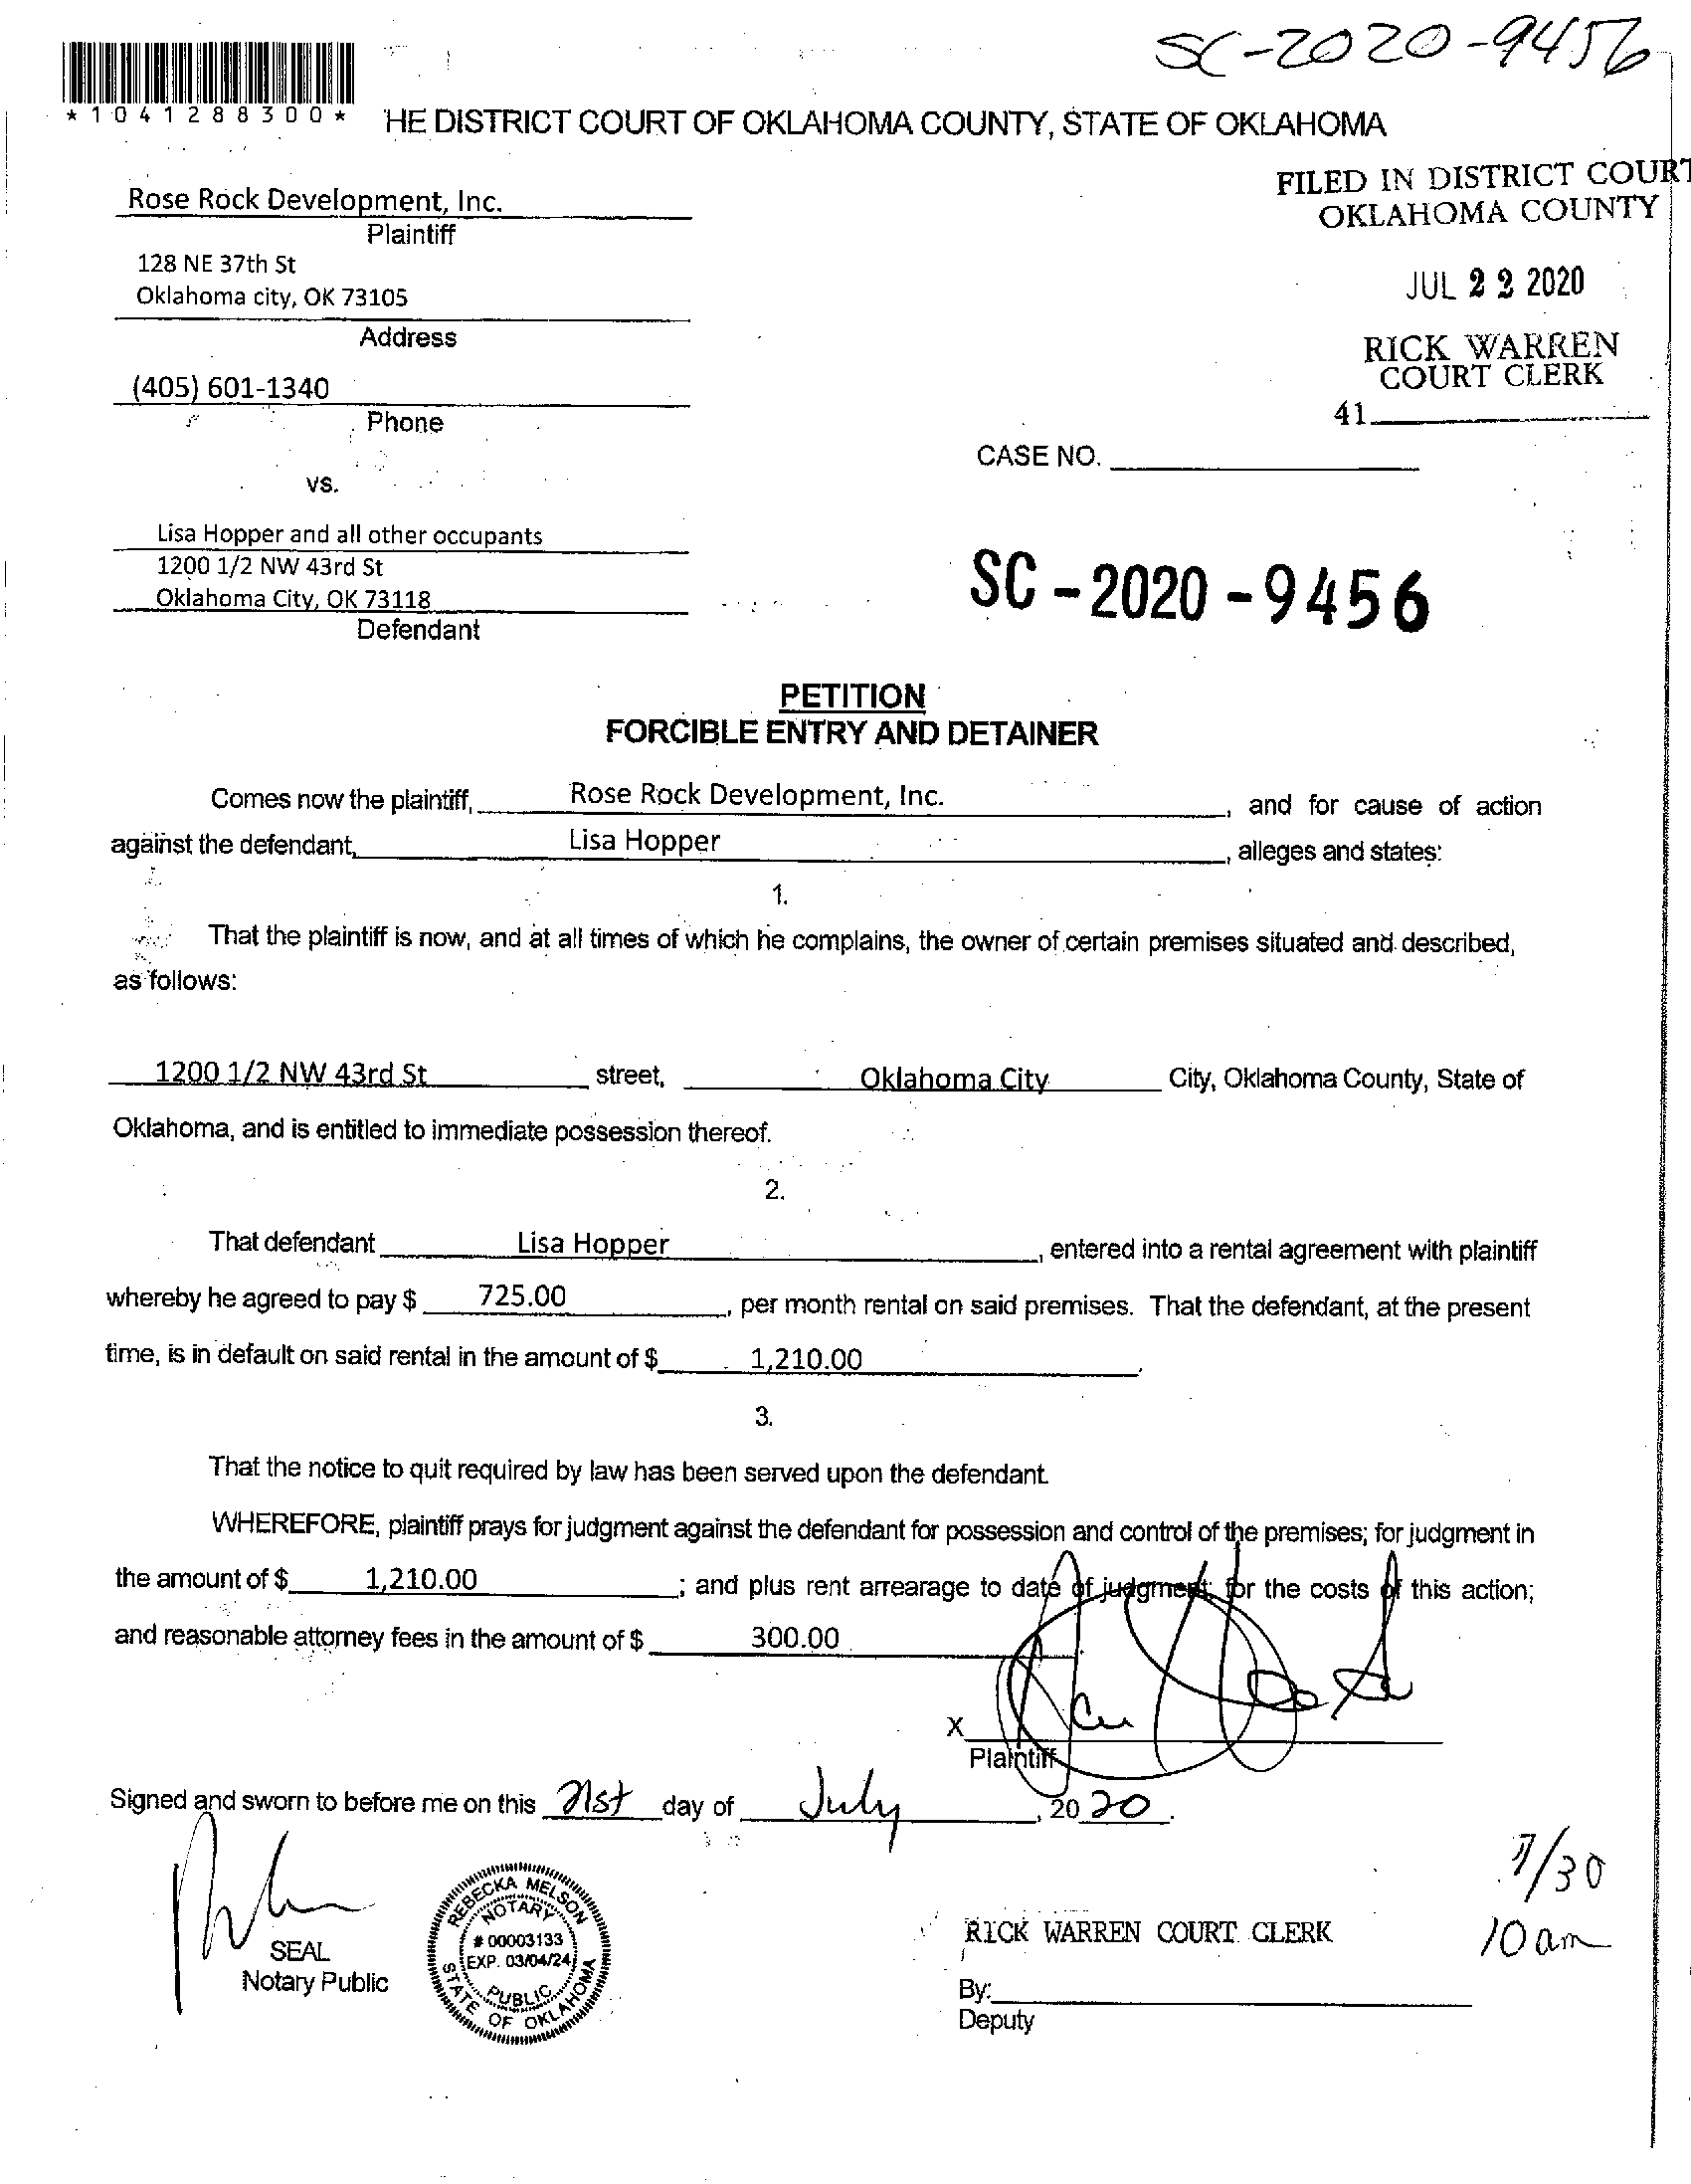 SC-2020-9456
*1041288300*
HE DISTRICT COURT OF OKLAHOMA COUNTY, STATE OF OKLAHOMA
FILED IN DISTRICT COURT
OKLAHOMA COUNTY
Rose Rock Development, Inc.
Plaintiff
128 NE 37th St
Oklahoma city, OK 73105
Address
JUL 22 2020
RICK WARREN
COURT CLERK
41
(405) 601-1340
Phone
CASE NO.
vs.
Lisa Hopper and all other occupants
1200 1/2 NW 43rd St
Oklahoma City, OK 73118
Defendant
SC-2020-9456
PETITION
FORCIBLE ENTRY AND DETAINER
Comes now the plaintiff, Rose Rock Development, Inc. , and for cause of action
against the defendant, Lisa Hopper , alleges and states:
1.
That the plaintiff is now, and at all times of which he complains, the owner of certain premises situated and described,
as follows:
1200 1/2 NW 43rd St street, Oklahoma City City, Oklahoma County, State of
Oklahoma, and is entitled to immediate possession thereof.
2.
That defendant Lisa Hopper , entered into a rental agreement with plaintiff
whereby he agreed to pay $ 725.00 , per month rental on said premises. That the defendant, at the present
time, is in default on said rental in the amount of $ 1,210.00 .
3.
That the notice to quit required by law has been served upon the defendant.
WHEREFORE, plaintiff prays for judgment against the defendant for possession and control of the premises; for judgment in
the amount of $ 1,210.00 ; and plus rent arrearage to date of judgment; for the costs of this action;
and reasonable attorney fees in the amount of $ 300.00
X
Plaintiff
Signed and sworn to before me on this 21st day of July , 2020.
7/30
10am
SEAL
Notary Public
REBECKA MELSON
NOTARY
# 00003133
EXP. 03/04/24
PUBLIC
STATE OF OKLAHOMA
RICK WARREN COURT CLERK
By:
Deputy